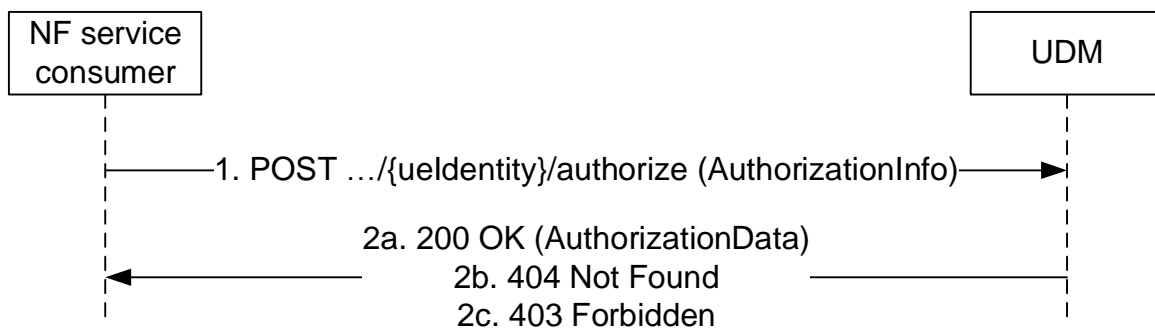 NF service
consumer
UDM
1. POST …/{ueIdentity}/authorize (AuthorizationInfo)
2a. 200 OK (AuthorizationData)
2b. 404 Not Found
2c. 403 Forbidden